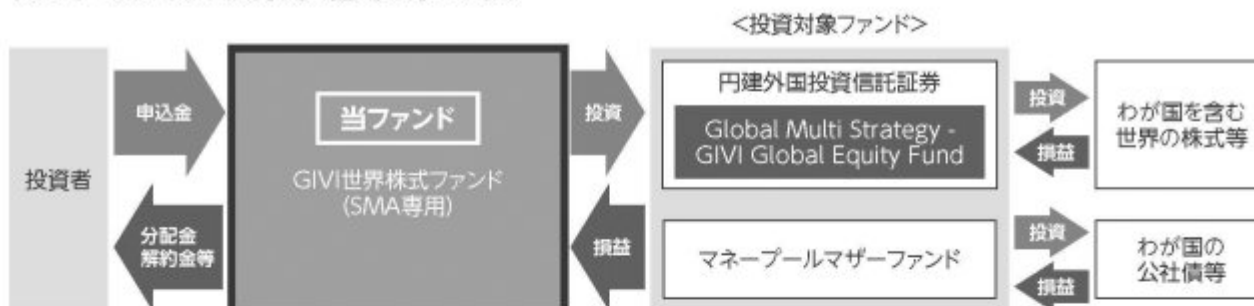 <投資対象ファンド>
投資者
申込金
分配金
解約金等
当ファンド
GIVI世界株式ファンド
(SMA専用)
投資
損益
円建外国投資信託証券
Global Multi Strategy -
GIVI Global Equity Fund
マネープールマザーファンド
投資
損益
わが国を含む
世界の株式等
投資
損益
わが国の
公社債等